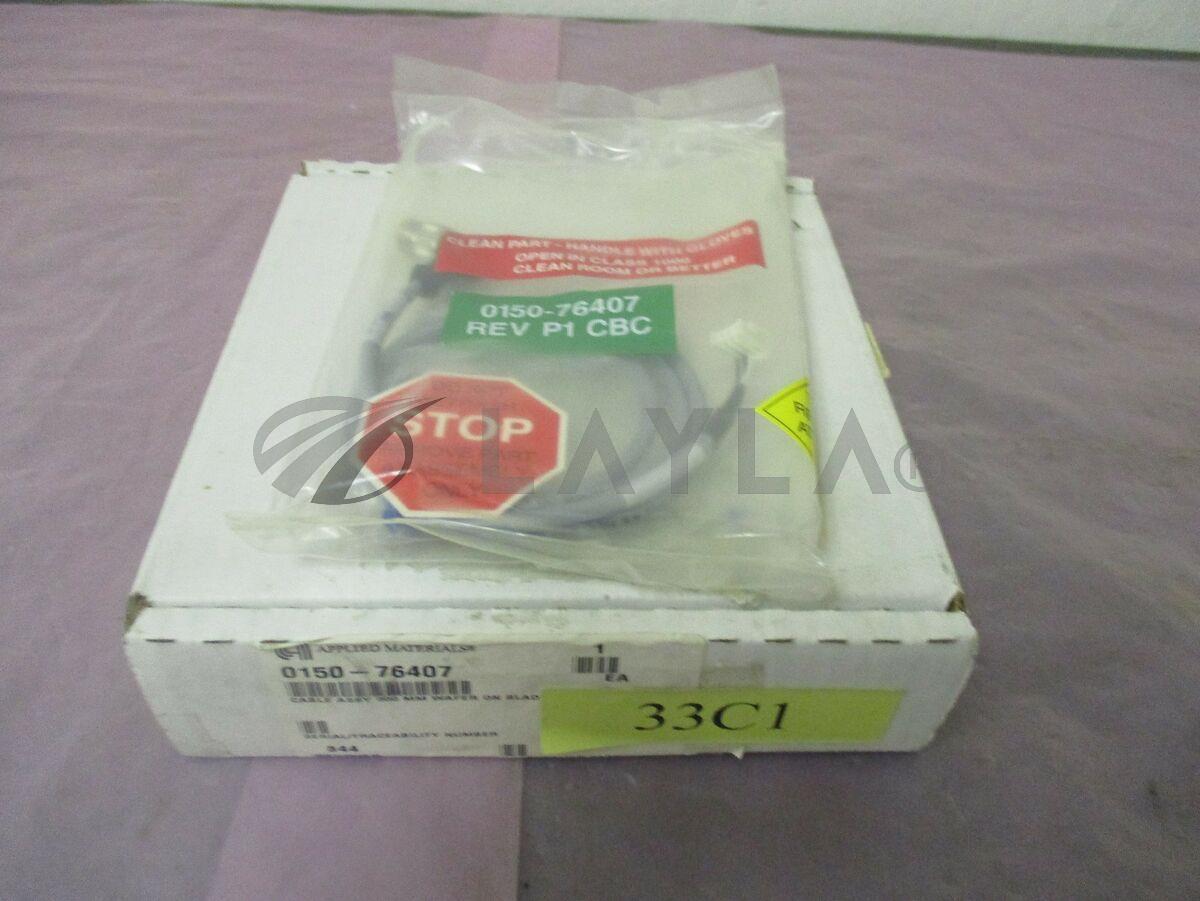 CLEAN PART - HANDLE WITH GLOVES
OPEN IN CLASS 1000
CLEAN ROOM OR BETTER
0150-76407
REV P1 CBC
STOP
LAYLA®
APPLIED MATERIALS®
1
0150-76407
EA
CABLE ASSY 300 MM WAFER ON BLAD
33C1
SERIAL/TRACEABILITY NUMBER
344